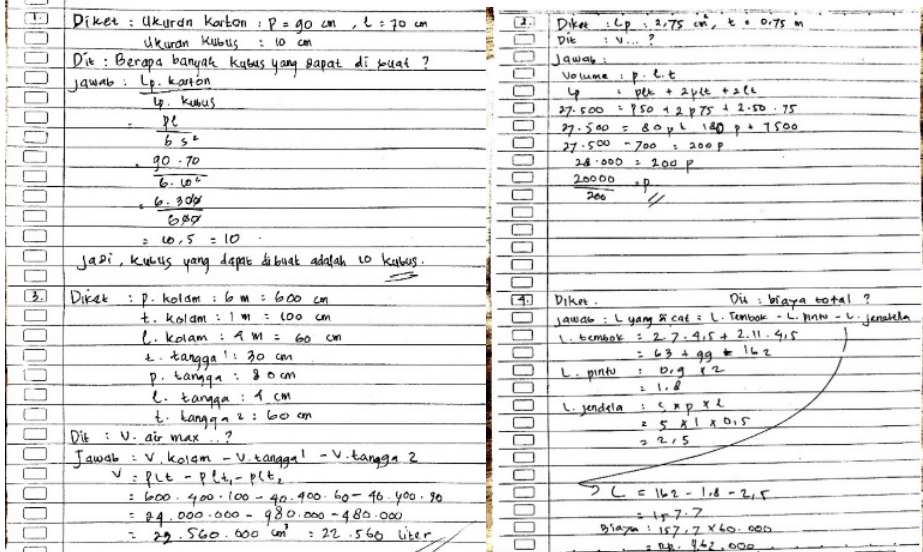 1.
Diket : Ukuran Karton : P = 90 cm , l = 70 cm
Ukuran Kubus : 10 cm
Dit : Berapa banyak kubus yang dapat di buat ?
Jawab : Lp. karton
Lp. kubus
= pl
6 s²
= 90 . 70
6. 10²
= 6.300
600
= 10,5 = 10
Jadi, kubus yang dapat dibuat adalah 10 kubus.
3.
Diket : P. kolam : 6 m = 600 cm
t. kolam : 1 m = 100 cm
l. kolam : 4 m = 60 cm
t. tangga 1 : 30 cm
p. tangga : 80 cm
l. tangga : 4 cm
t. tangga 2 : 60 cm
Dit : V. air max ..?
Jawab = V. kolam - V. tangga 1 - V. tangga 2
V = plt - plt₁ - plt₂
= 600 . 400 . 100 - 40 . 400 . 60 - 40 . 400 . 30
= 24.000.000 - 980.000 - 480.000
= 22.560.000 cm³ = 22.560 liter
2.
Diket : Lp = 2,75 m², t = 0,75 m
Dit : V... ?
Jawab :
Volume : p. l. t
Lp = plt + 2plt + 2lt
27.500 = p50 + 2p75 + 2.50.75
27.500 = 80p + 150 p + 7500
27.500 - 700 = 200p
20.000 = 200 p
20000 = p
200
4.
Diket. Dit : biaya total ?
Jawab : L yang di cat = L. tembok - L. pintu - L. jendela
L. tembok = 2.7.4,5 + 2.11.4,5
= 63 + 99 = 162
L. pintu = 0,9 x 2
= 1.8
L. jendela = 5 x p x l
= 5 x 1 x 0,5
= 2,5
L = 162 - 1,8 - 2,5
= 157.7
Biaya : 157,7 x 60.000
= Rp. 962.000